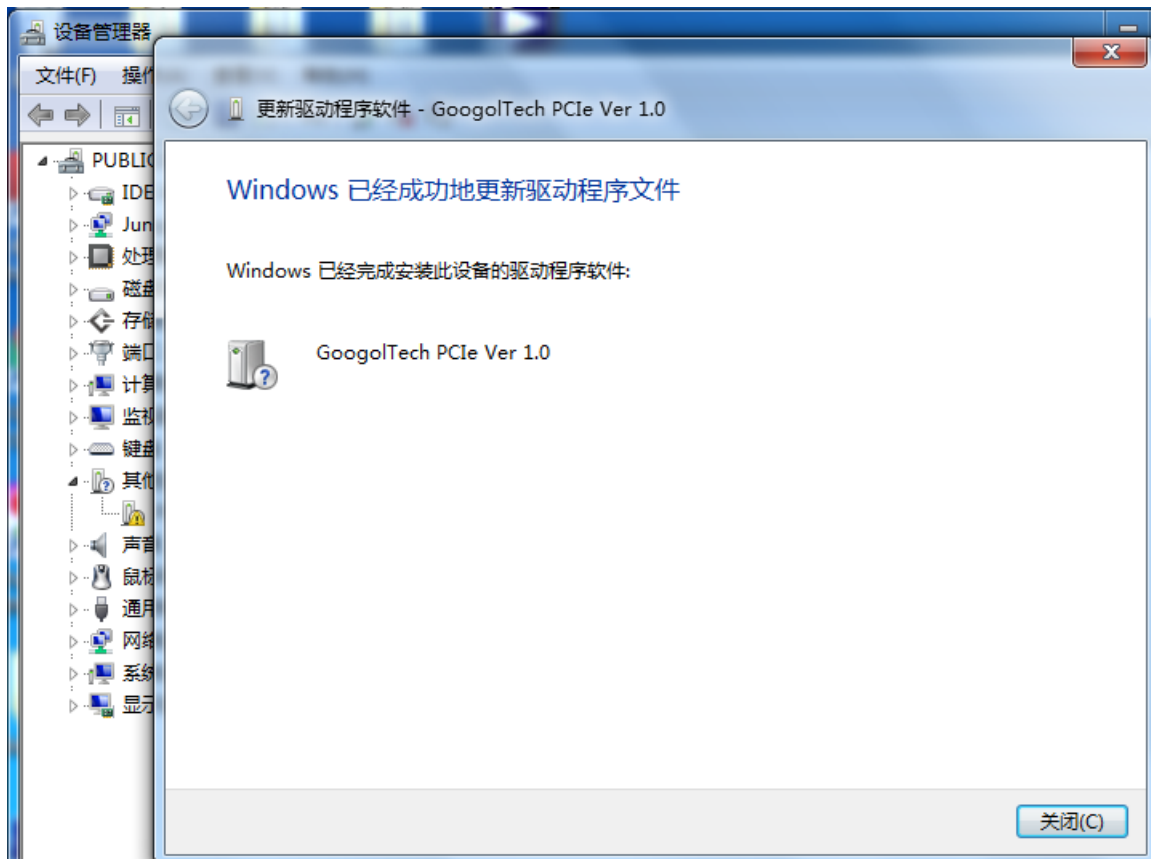 设备管理器
文件(F) 操作
更新驱动程序软件 - GoogolTech PCIe Ver 1.0
PUBLIC
IDE
Jun
处理
磁盘
存储
端口
计算
监视
键盘
其他
声音
鼠标
通用
网络
系统
显示
Windows 已经成功地更新驱动程序文件
Windows 已经完成安装此设备的驱动程序软件:
GoogolTech PCIe Ver 1.0
关闭(C)